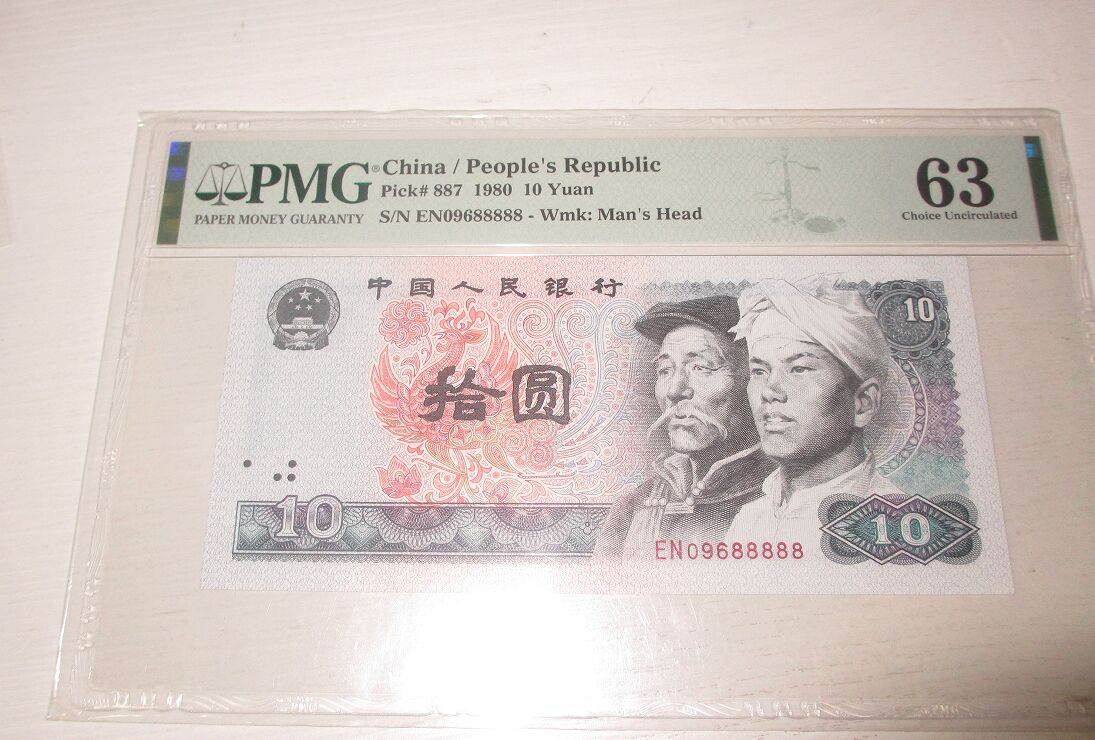 PMG® China / People's Republic
Pick# 887 1980 10 Yuan
PAPER MONEY GUARANTY
S/N EN09688888 - Wmk: Man's Head
63
Choice Uncirculated
中国人民银行
10
拾圆
10
10
EN09688888